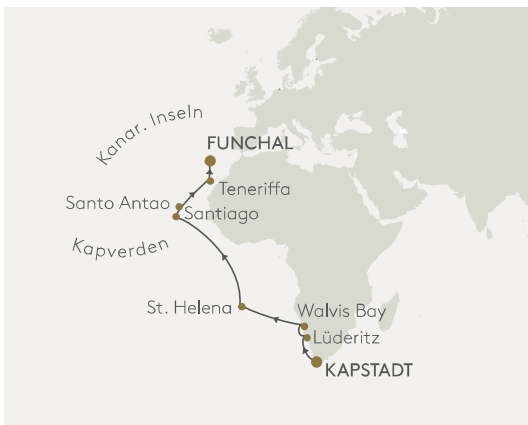 Kanar. Inseln
FUNCHAL
Teneriffa
Santo Antao
Santiago
Kapverden
St. Helena
Walvis Bay
Lüderitz
KAPSTADT